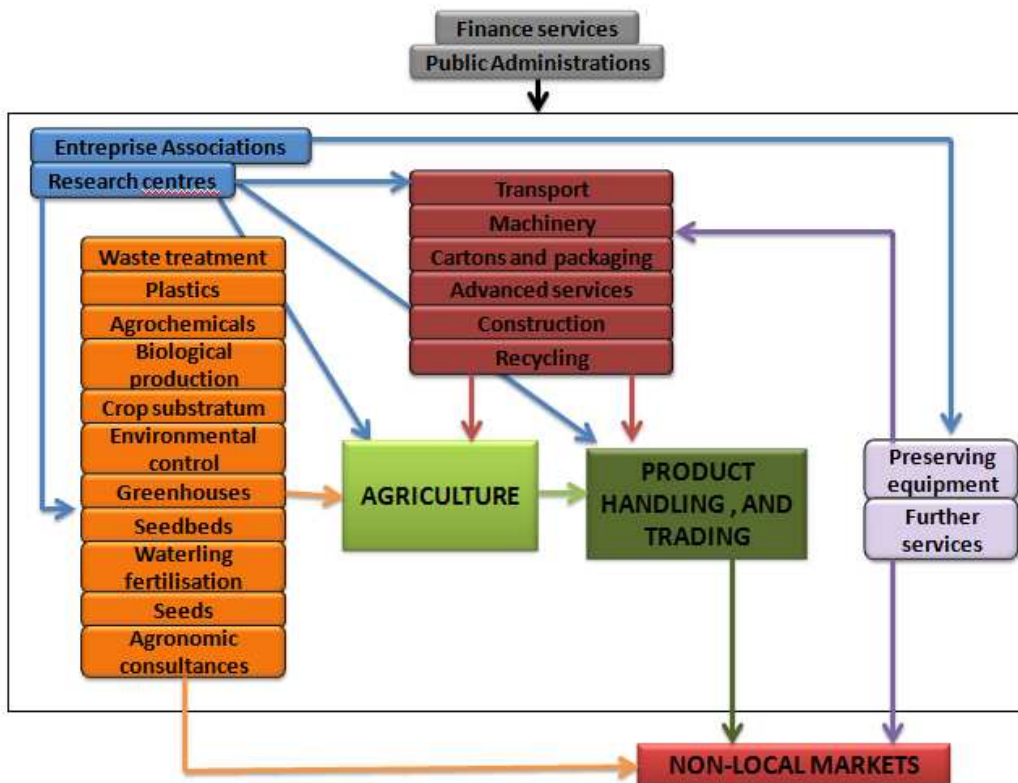 Finance services
Public Administrations
Entreprise Associations
Research centres
Transport
Machinery
Cartons and packaging
Advanced services
Construction
Recycling
Waste treatment
Plastics
Agrochemicals
Biological
production
Crop substratum
Environmental
control
Greenhouses
Seedbeds
Waterling
fertilisation
Seeds
Agronomic
consultances
AGRICULTURE
PRODUCT
HANDLING , AND
TRADING
Preserving
equipment
Further
services
NON-LOCAL MARKETS